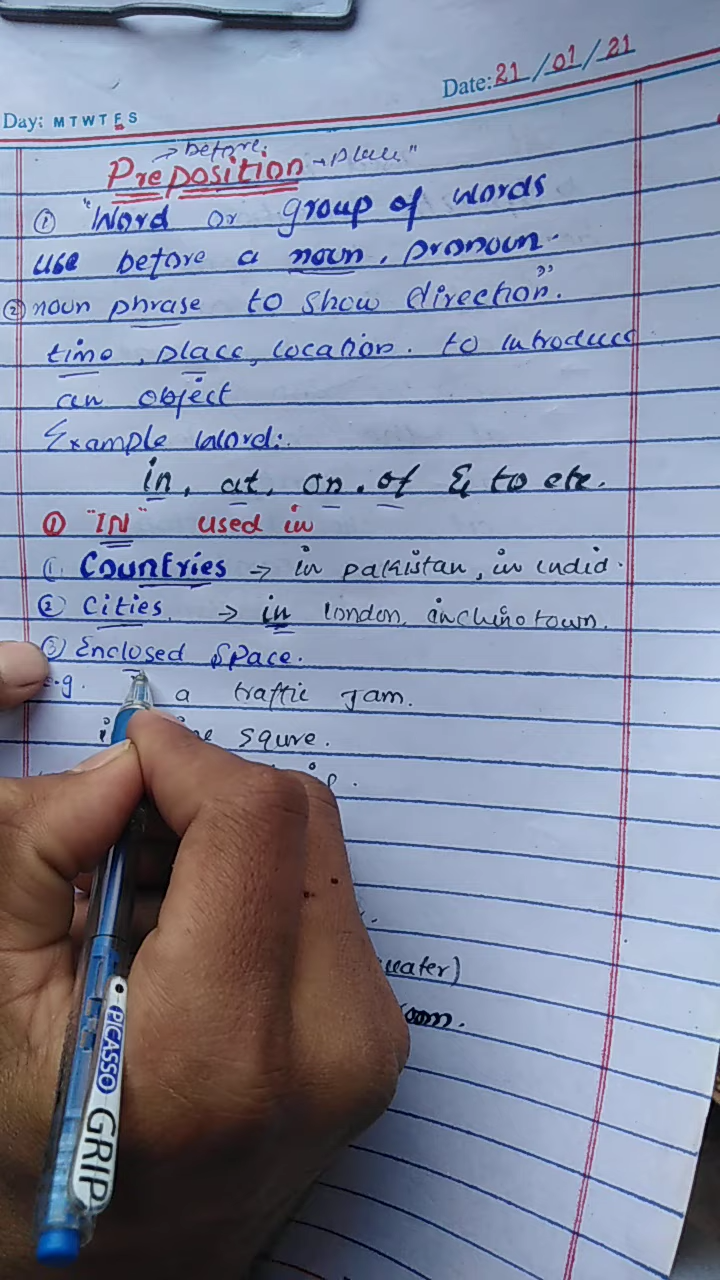 Date: 21/01/21
Day: M T W T F S
→ before. → place"
Preposition
① "Word or group of words
use before a noun, pronoun.
② noun phrase to show direction.”
time, place, location. to introduce
an object
Example word:.
in, at, on. of & to etc.
① "IN" used in
①. Countries → in pakistan, in india.
② Cities. → in london, in chinotown.
③ Enclosed space.
e.g. a traffic Jam.
squre.
water)
PICASSO GRIP